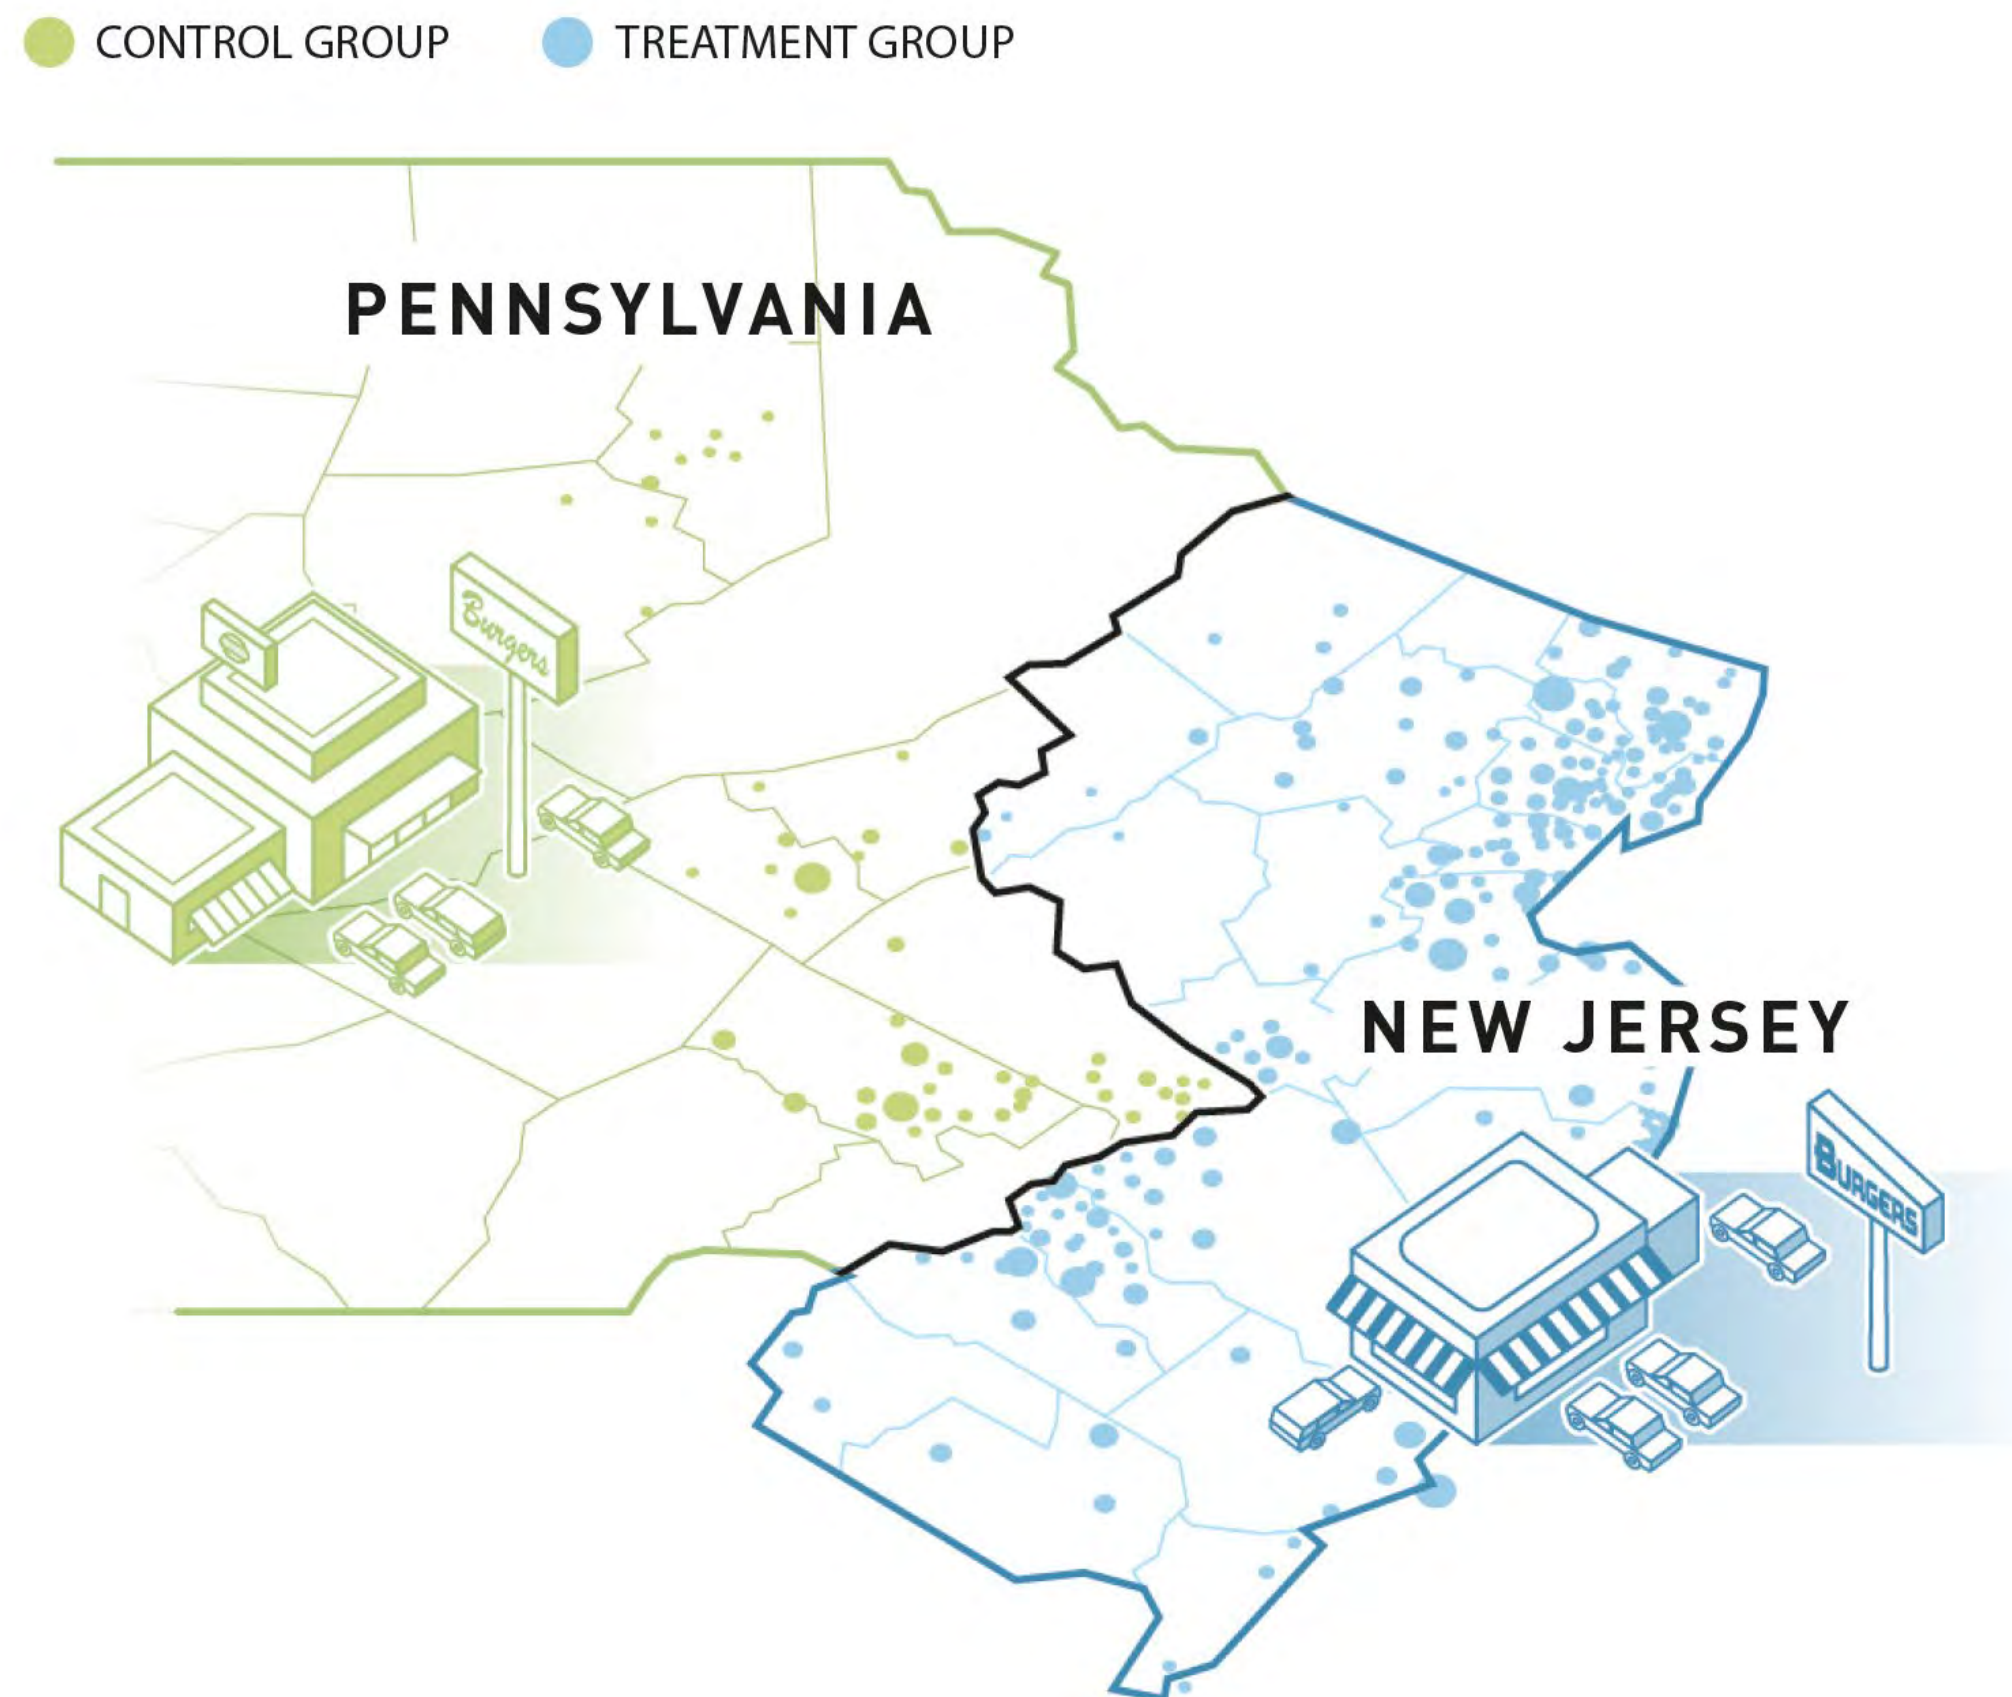 CONTROL GROUP
TREATMENT GROUP
PENNSYLVANIA
Burgers
NEW JERSEY
BURGERS